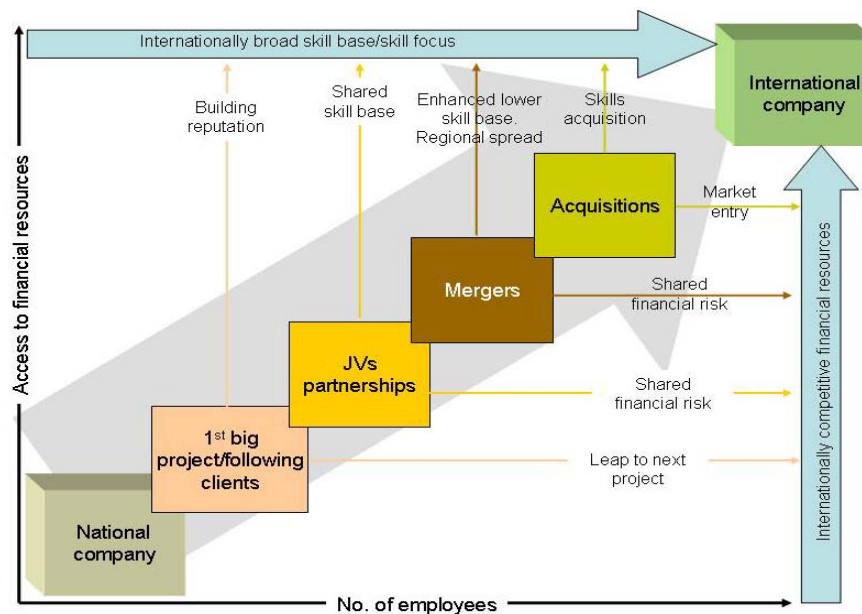 Internationally broad skill base/skill focus
International
company
Building
reputation
Shared
skill base
Enhanced lower
skill base.
Regional spread
Skills
acquisition
Acquisitions
Market
entry
Mergers
Shared
financial risk
JVs
partnerships
Shared
financial risk
1st big
project/following
clients
Leap to next
project
National
company
Access to financial resources
No. of employees
Internationally competitive financial resources